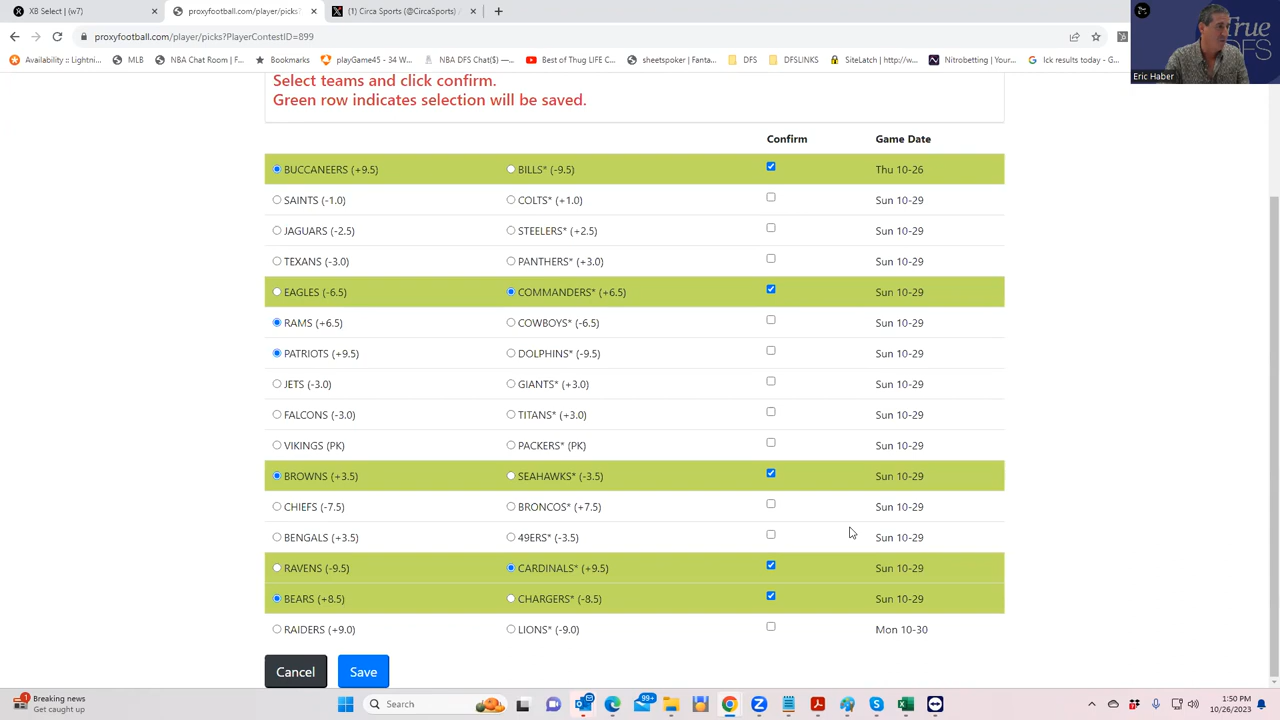 X8 Select (w7)
proxyfootball.com/player/picks?
(1) Circa Sports (@CircaSports) /
proxyfootball.com/player/picks?PlayerContestID=899
Availability :: Lightni...
MLB
NBA Chat Room | F...
Bookmarks
playGame45 - 34 W...
NBA DFS Chat($) —...
Best of Thug LIFE C...
sheetspoker | Fanta...
DFS
DFSLINKS
SiteLatch | http://w...
Nitrobetting | Your...
Ick results today - G...
True
DFS
Eric Haber
Select teams and click confirm.
Green row indicates selection will be saved.
Confirm Game Date
BUCCANEERS (+9.5) BILLS* (-9.5) Thu 10-26
SAINTS (-1.0) COLTS* (+1.0) Sun 10-29
JAGUARS (-2.5) STEELERS* (+2.5) Sun 10-29
TEXANS (-3.0) PANTHERS* (+3.0) Sun 10-29
EAGLES (-6.5) COMMANDERS* (+6.5) Sun 10-29
RAMS (+6.5) COWBOYS* (-6.5) Sun 10-29
PATRIOTS (+9.5) DOLPHINS* (-9.5) Sun 10-29
JETS (-3.0) GIANTS* (+3.0) Sun 10-29
FALCONS (-3.0) TITANS* (+3.0) Sun 10-29
VIKINGS (PK) PACKERS* (PK) Sun 10-29
BROWNS (+3.5) SEAHAWKS* (-3.5) Sun 10-29
CHIEFS (-7.5) BRONCOS* (+7.5) Sun 10-29
BENGALS (+3.5) 49ERS* (-3.5) Sun 10-29
RAVENS (-9.5) CARDINALS* (+9.5) Sun 10-29
BEARS (+8.5) CHARGERS* (-8.5) Sun 10-29
RAIDERS (+9.0) LIONS* (-9.0) Mon 10-30
Cancel Save
Breaking news
Get caught up
Search
99+
1:50 PM
10/26/2023